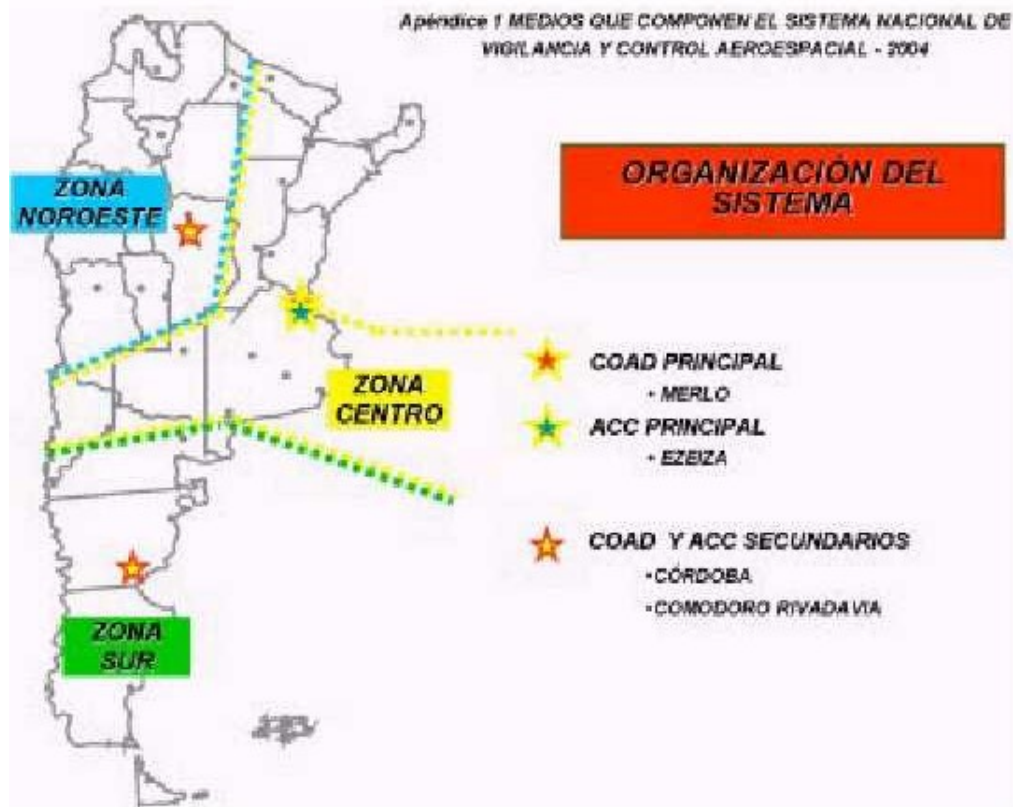 Apéndice 1 MEDIOS QUE COMPONEN EL SISTEMA NACIONAL DE
VIGILANCIA Y CONTROL AEROESPACIAL - 2004
ORGANIZACIÓN DEL
SISTEMA
ZONA
NOROESTE
ZONA
CENTRO
COAD PRINCIPAL
• MERLO
ACC PRINCIPAL
• EZEIZA
COAD Y ACC SECUNDARIOS
•CÓRDOBA
•COMODORO RIVADAVIA
ZONA
SUR